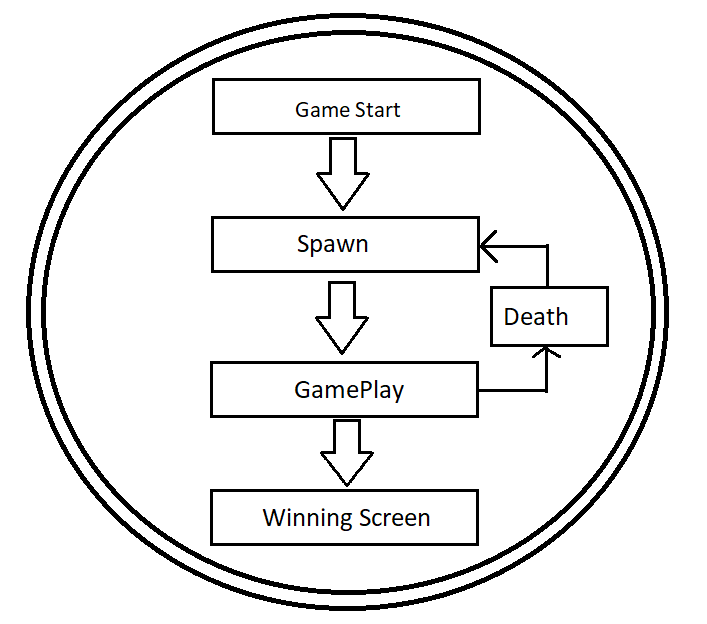 Game Start
Spawn
Death
GamePlay
Winning Screen